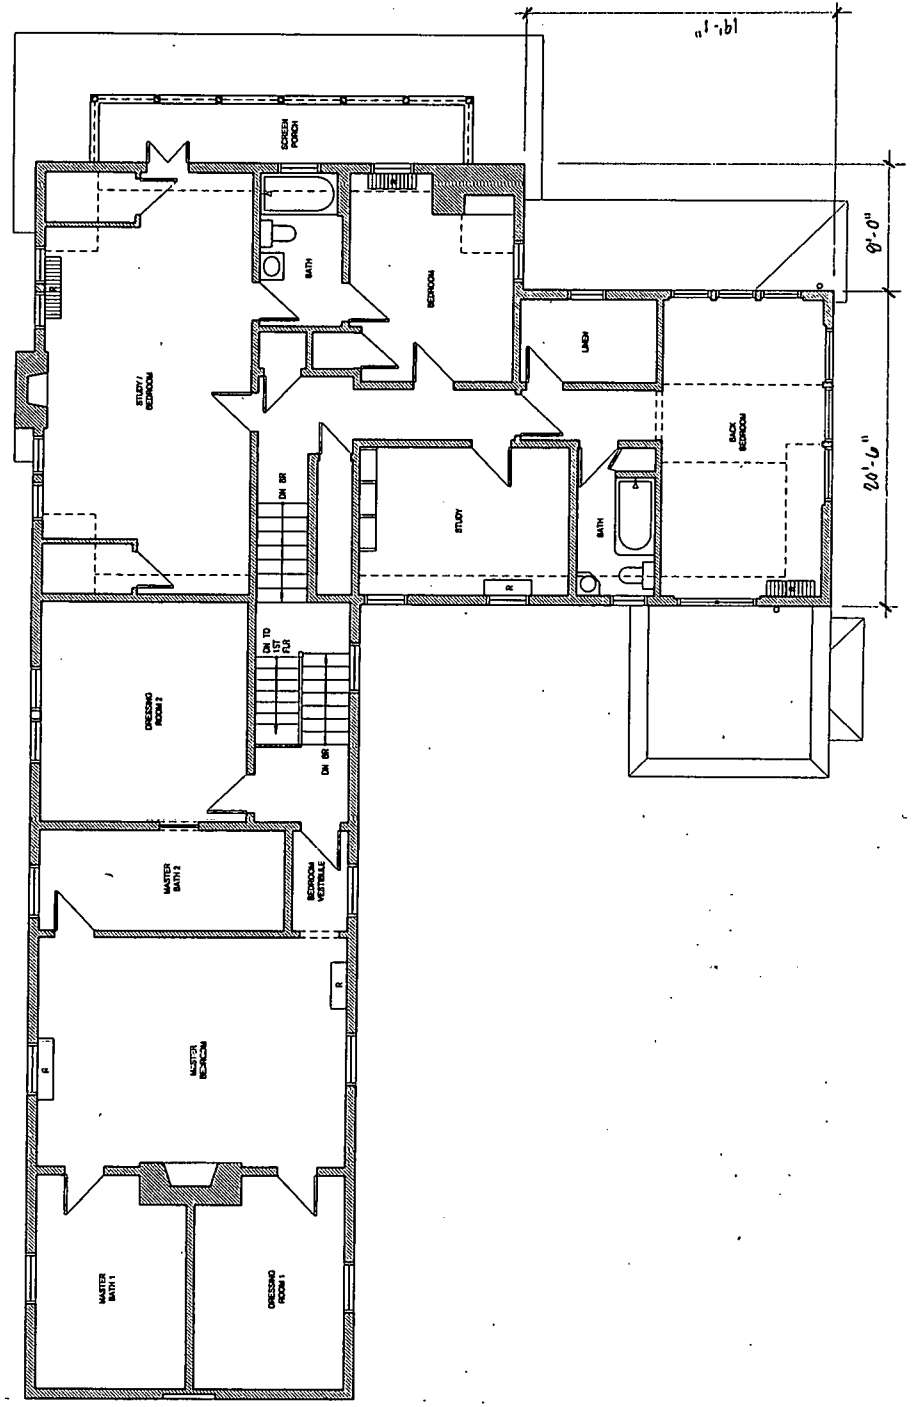 19'-1"
SCREEN
PORCH
8'-0"
BATH
BEDROOM
R
LINEN
R
STUDY /
BEDROOM
BACK
BEDROOM
20'-6"
DN 8R
STUDY
BATH
R
R
DN TO
1ST
FLR
DRESSING
ROOM 2
DN 8R
MASTER
BATH 2
BEDROOM
VESTIBULE
R
MASTER
BEDROOM
R
MASTER
BATH 1
DRESSING
ROOM 1